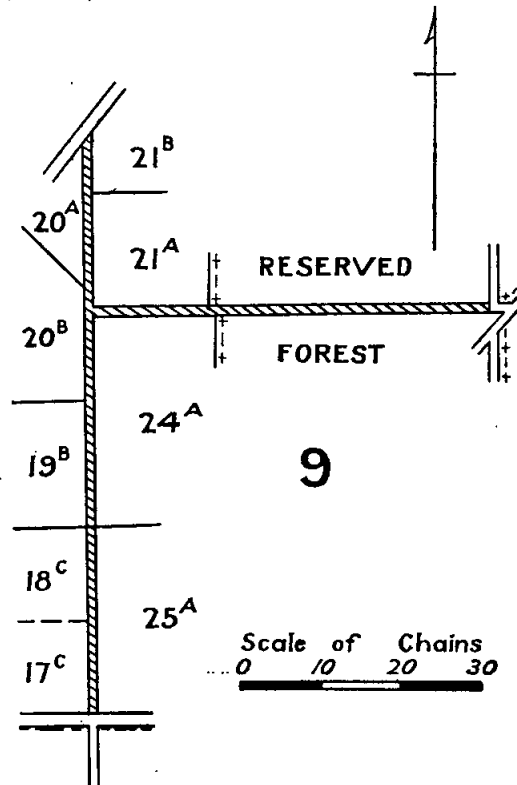 21B
20A
21A
RESERVED
20B
FOREST
24A
19B
9
18C
25A
17C
Scale of Chains
0 10 20 30